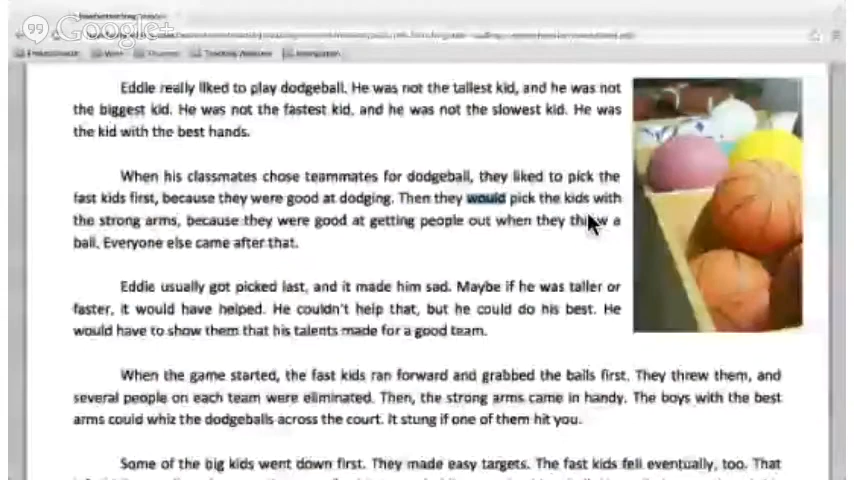 99 Google+
Eddie really liked to play dodgeball. He was not the tallest kid, and he was not
the biggest kid. He was not the fastest kid, and he was not the slowest kid. He was
the kid with the best hands.
When his classmates chose teammates for dodgeball, they liked to pick the
fast kids first, because they were good at dodging. Then they would pick the kids with
the strong arms, because they were good at getting people out when they threw a
ball. Everyone else came after that.
Eddie usually got picked last, and it made him sad. Maybe if he was taller or
faster, it would have helped. He couldn't help that, but he could do his best. He
would have to show them that his talents made for a good team.
When the game started, the fast kids ran forward and grabbed the balls first. They threw them, and
several people on each team were eliminated. Then, the strong arms came in handy. The boys with the best
arms could whiz the dodgeballs across the court. It stung if one of them hit you.
Some of the big kids went down first. They made easy targets. The fast kids fell eventually, too. That